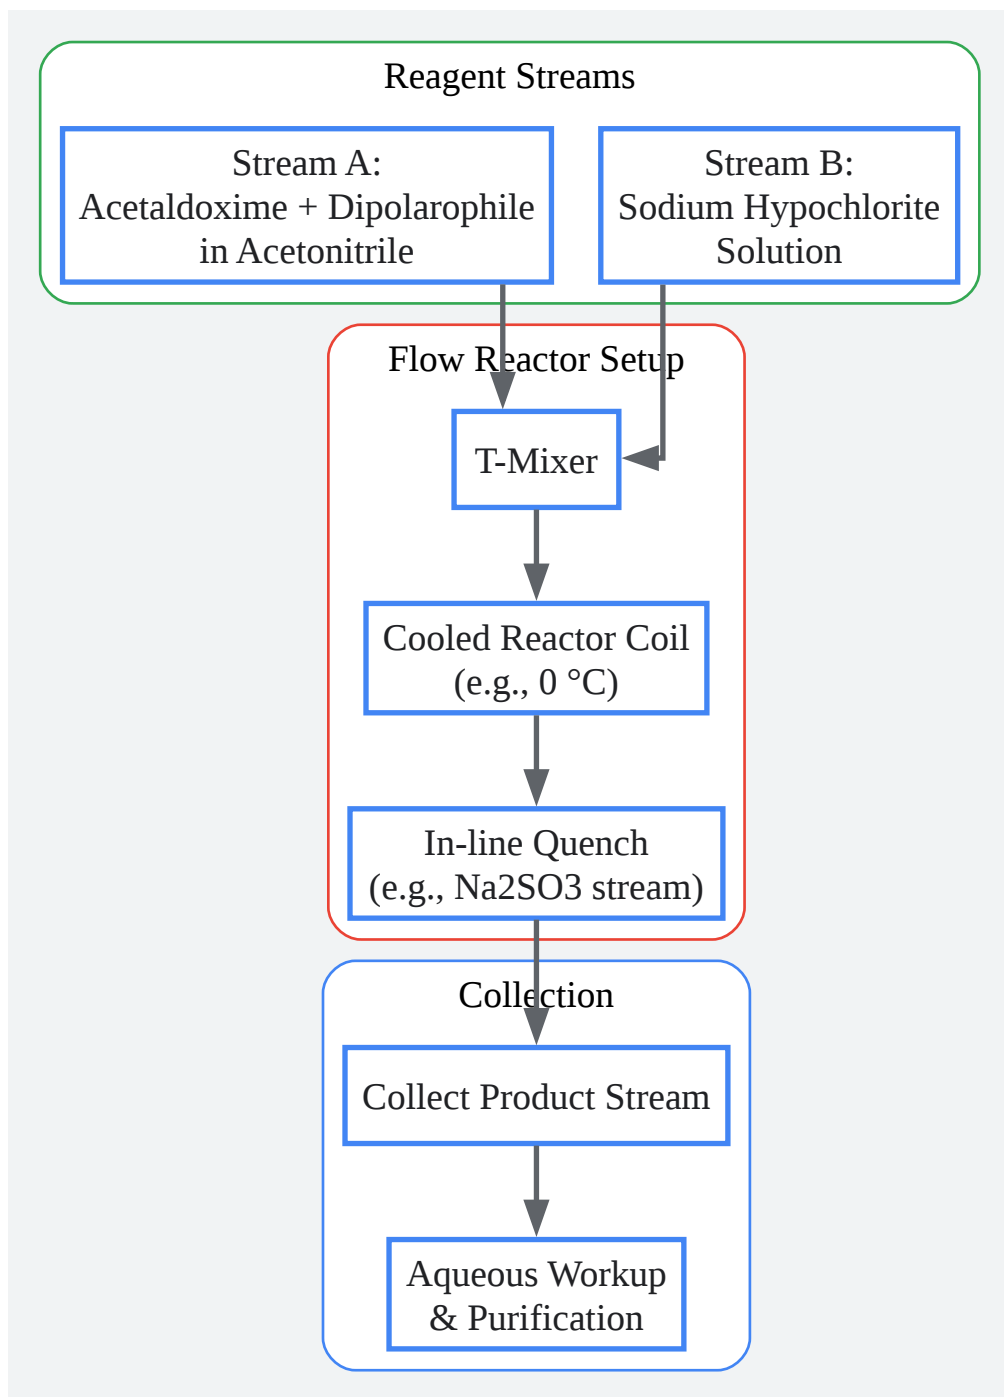 Reagent Streams
Stream A:
Acetaldoxime + Dipolarophile
in Acetonitrile
Stream B:
Sodium Hypochlorite
Solution
Flow Reactor Setup
T-Mixer
Cooled Reactor Coil
(e.g., 0 °C)
In-line Quench
(e.g., Na2SO3 stream)
Collection
Collect Product Stream
Aqueous Workup
& Purification